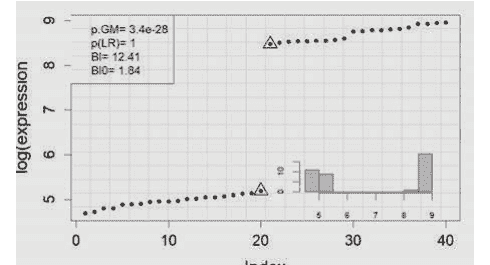 p.GM= 3.4e-28
p(LR)= 1
BI= 12.41
BI0= 1.84
log(expression)
9
8
7
6
5
0 10 20 30 40
Index
0 10
5 6 7 8 9